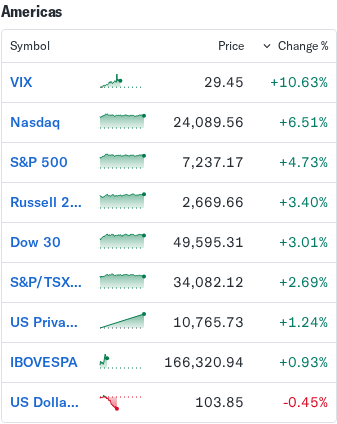 Americas
Symbol Price Change %
VIX 29.45 +10.63%
Nasdaq 24,089.56 +6.51%
S&P 500 7,237.17 +4.73%
Russell 2... 2,669.66 +3.40%
Dow 30 49,595.31 +3.01%
S&P/TSX... 34,082.12 +2.69%
US Priva... 10,765.73 +1.24%
IBOVESPA 166,320.94 +0.93%
US Dolla... 103.85 -0.45%